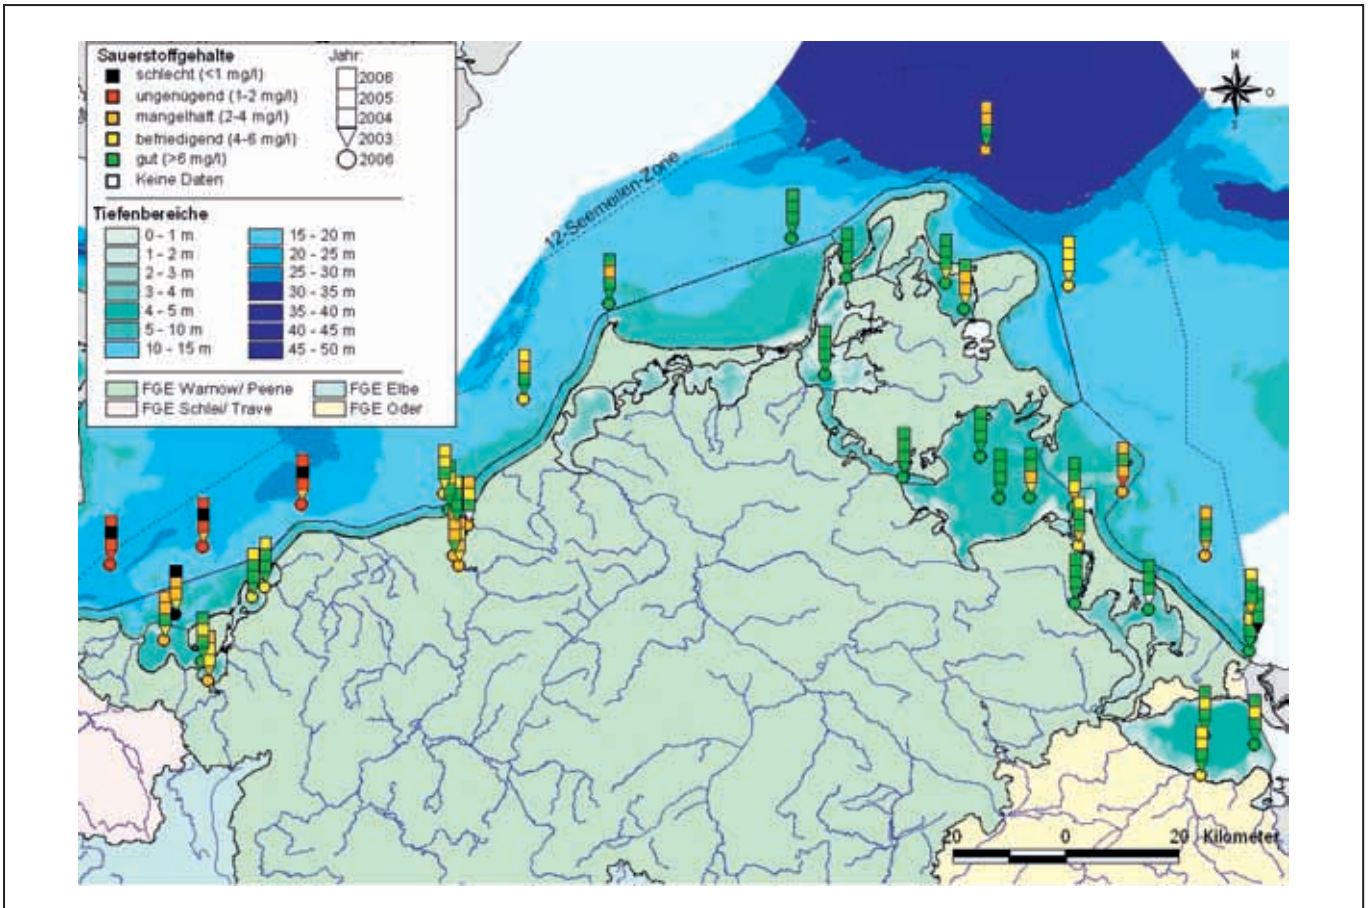 Sauerstoffgehalte
schlecht (<1 mg/l)
ungenügend (1-2 mg/l)
mangelhaft (2-4 mg/l)
befriedigend (4-6 mg/l)
gut (>6 mg/l)
Keine Daten
Jahr:
2006
2005
2004
2003
2006
Tiefenbereiche
0 - 1 m
1 - 2 m
2 - 3 m
3 - 4 m
4 - 5 m
5 - 10 m
10 - 15 m
15 - 20 m
20 - 25 m
25 - 30 m
30 - 35 m
35 - 40 m
40 - 45 m
45 - 50 m
FGE Warnow/ Peene
FGE Schlei/ Trave
FGE Elbe
FGE Oder
12-Seemeilen-Zone
N
W
O
S
20 0 20 Kilometer